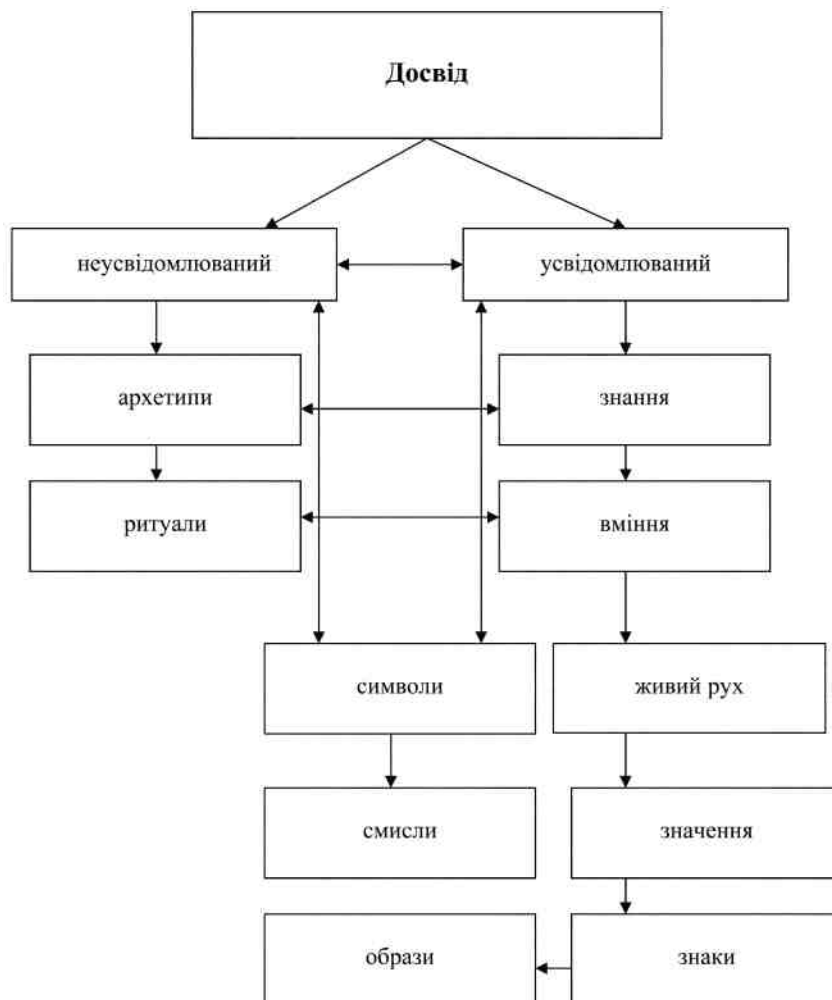 Досвід
неусвідомлюваний
усвідомлюваний
архетипи
знання
ритуали
вміння
символи
живий рух
смисли
значення
образи
знаки